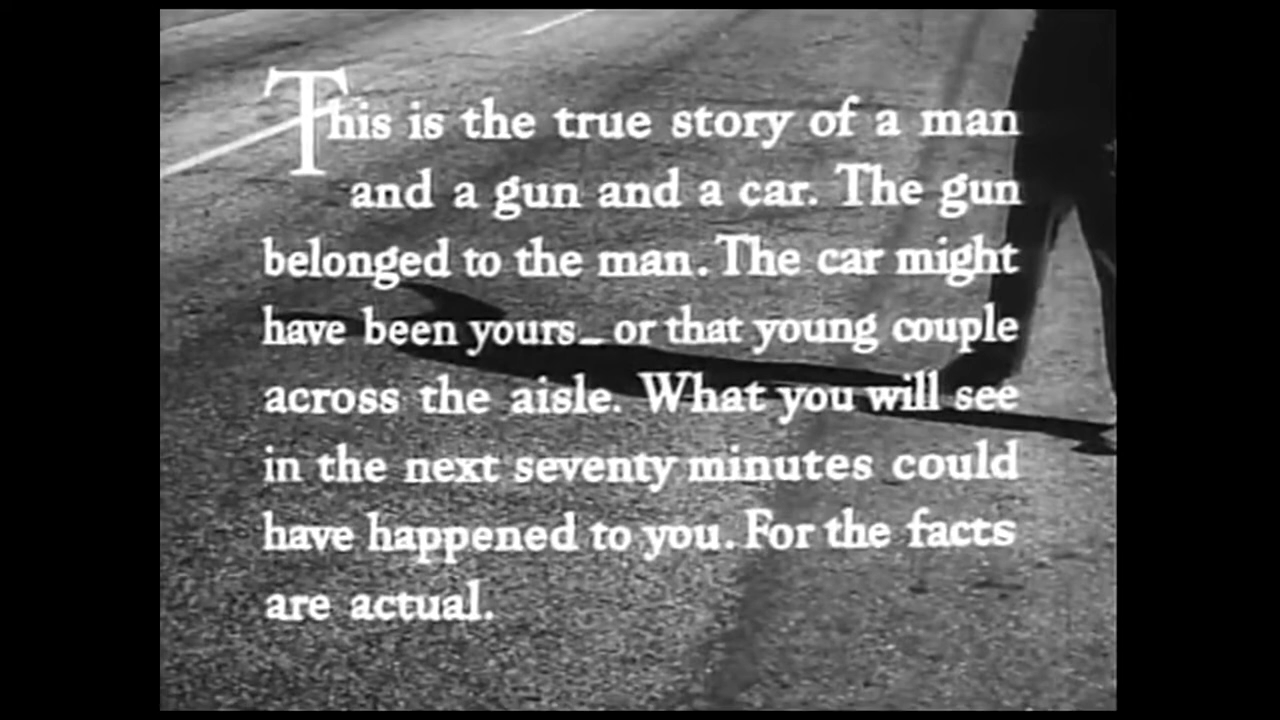 This is the true story of a man
and a gun and a car. The gun
belonged to the man. The car might
have been yours_ or that young couple
across the aisle. What you will see
in the next seventy minutes could
have happened to you. For the facts
are actual.